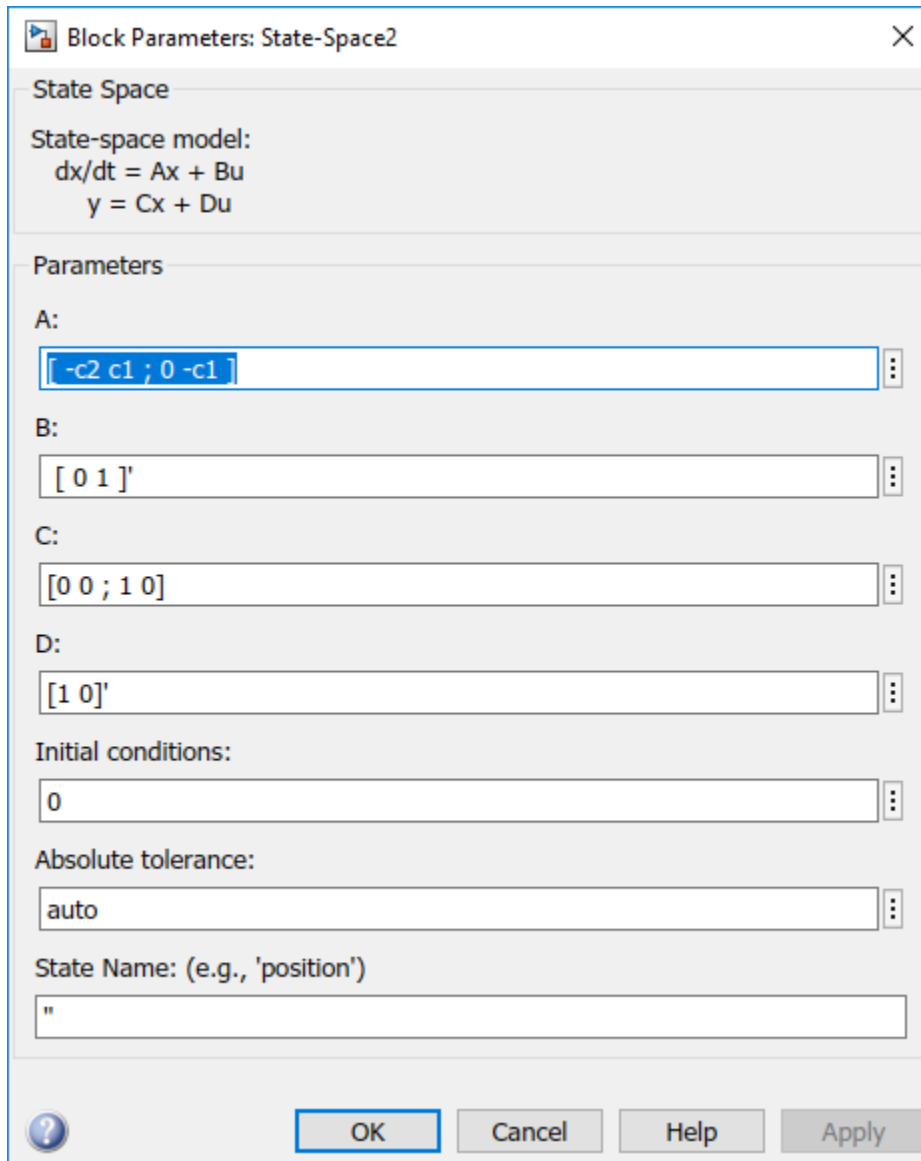 Block Parameters: State-Space2
State Space
State-space model:
dx/dt = Ax + Bu
y = Cx + Du
Parameters
A:
[ -c2 c1 ; 0 -c1 ]
B:
[ 0 1 ]'
C:
[0 0 ; 1 0]
D:
[1 0]'
Initial conditions:
0
Absolute tolerance:
auto
State Name: (e.g., 'position')
''
OK Cancel Help Apply